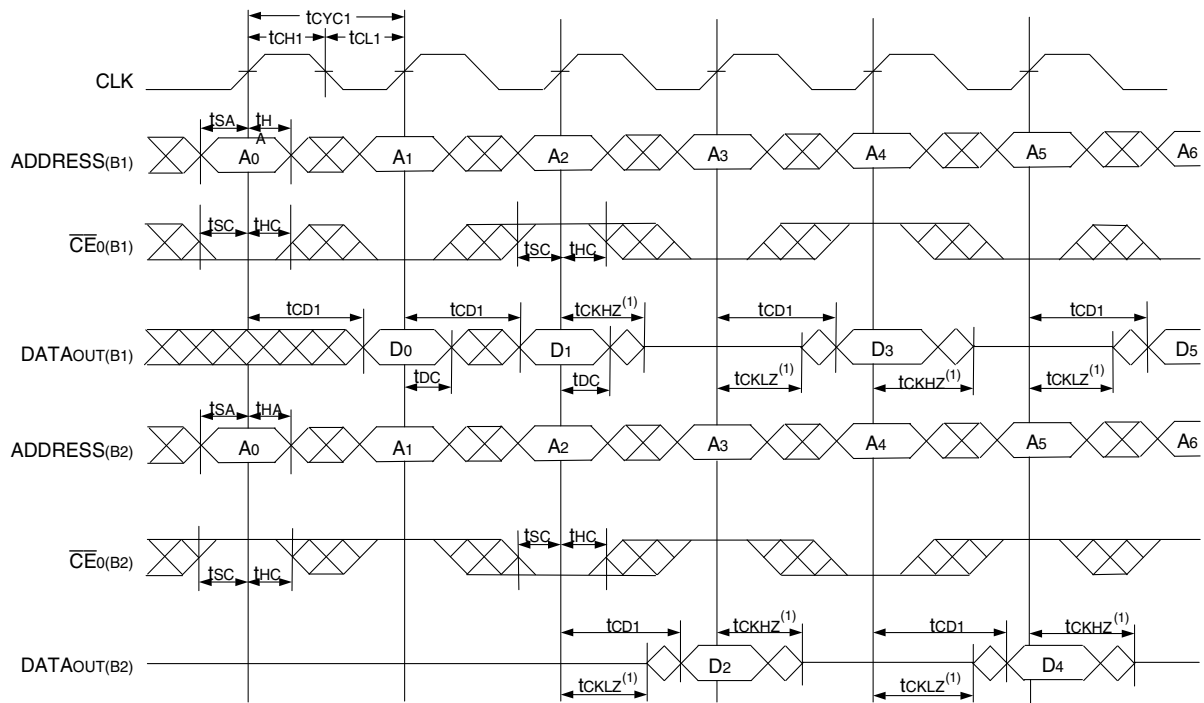 tCYC1
tCH1 tCL1
CLK
tSA tH
A
ADDRESS(B1) A0 A1 A2 A3 A4 A5 A6
tSC tHC
CE0(B1)
tSC tHC
tCD1 tCD1 tCKHZ(1) tCD1 tCD1
DATAOUT(B1) D0 D1 D3 D5
tDC tDC tCKLZ(1) tCKHZ(1) tCKLZ(1)
tSA tHA
ADDRESS(B2) A0 A1 A2 A3 A4 A5 A6
tSC tHC
CE0(B2)
tSC tHC
tCD1 tCKHZ(1) tCD1 tCKHZ(1)
DATAOUT(B2) D2 D4
tCKLZ(1) tCKLZ(1)